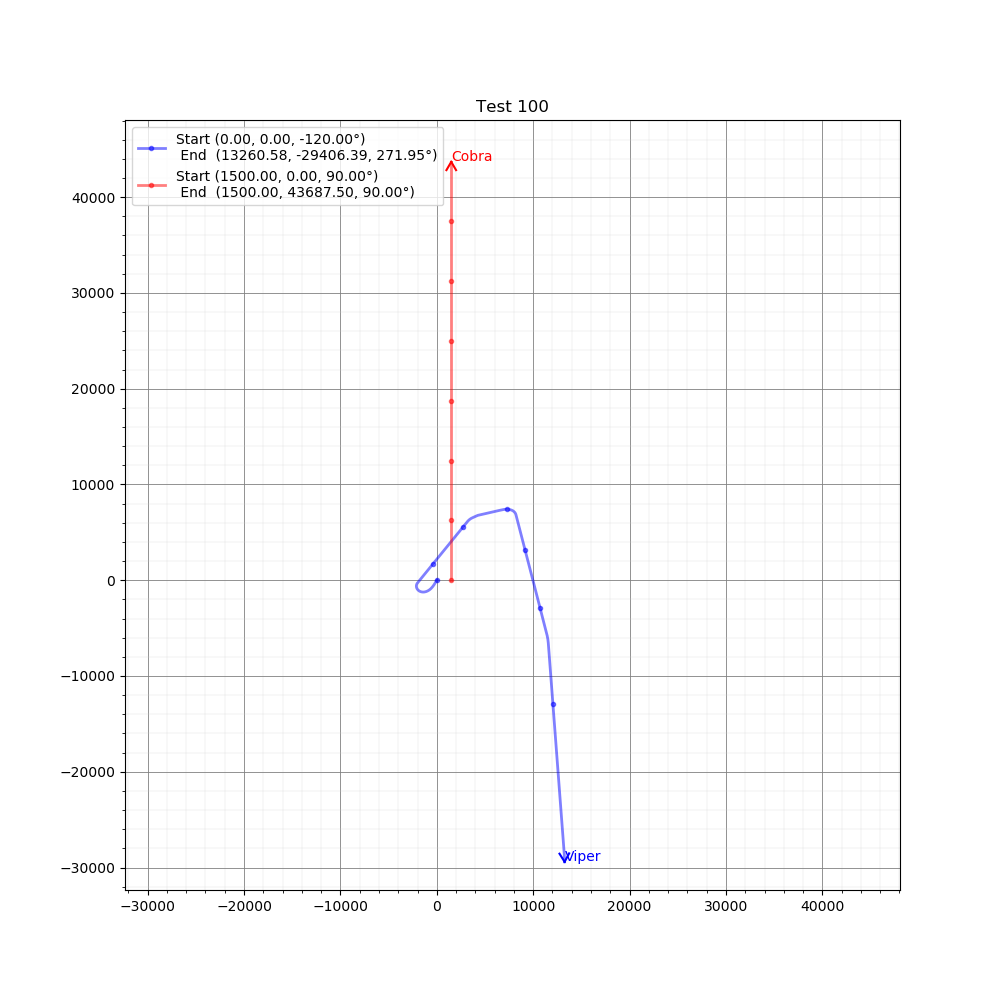 Test 100
Start (0.00, 0.00, -120.00°)
End (13260.58, -29406.39, 271.95°)
Start (1500.00, 0.00, 90.00°)
End (1500.00, 43687.50, 90.00°)
Cobra
Viper
40000
30000
20000
10000
0
−10000
−20000
−30000
−30000 −20000 −10000 0 10000 20000 30000 40000